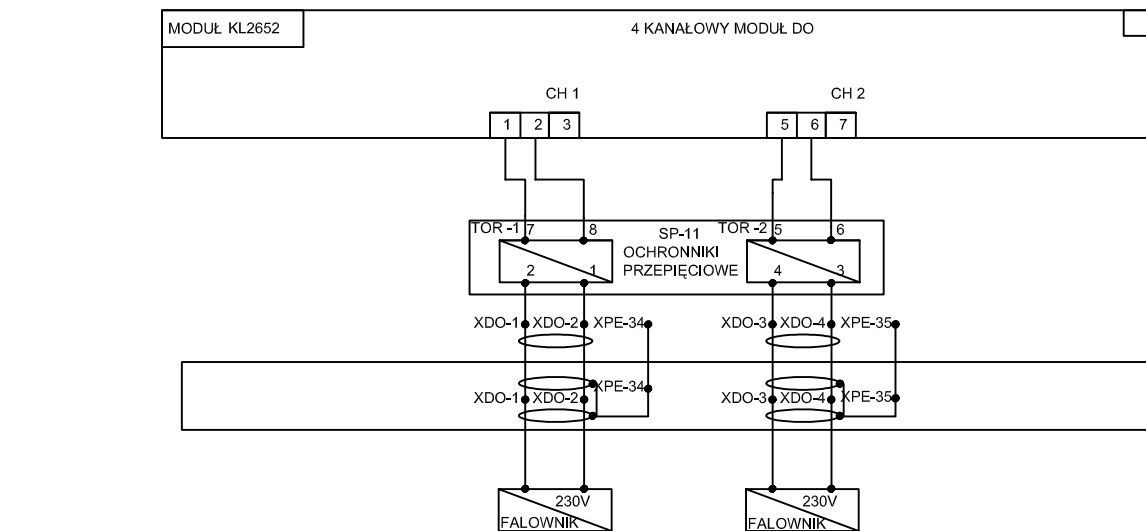 MODUŁ KL2652
4 KANAŁOWY MODUŁ DO
CH 1
CH 2
1 2 3
5 6 7
TOR -1 7 8
SP-11
TOR -2 5 6
OCHRONNIKI
PRZEPIĘCIOWE
2 1
4 3
XDO-1 XDO-2 XPE-34
XDO-3 XDO-4 XPE-35
XPE-34
XDO-1 XDO-2
XPE-35
XDO-3 XDO-4
230V
FALOWNIK
230V
FALOWNIK